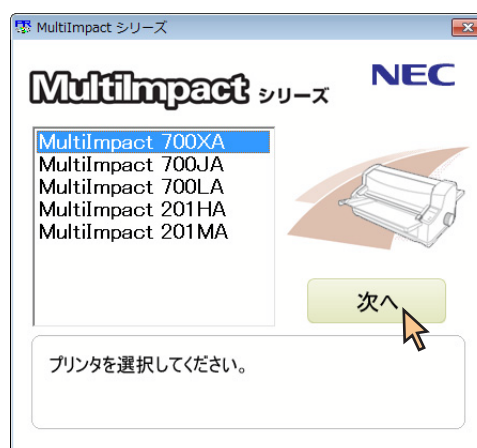 MultiImpact シリーズ
MultiImpact シリーズ NEC
MultiImpact 700XA
MultiImpact 700JA
MultiImpact 700LA
MultiImpact 201HA
MultiImpact 201MA
次へ
プリンタを選択してください。